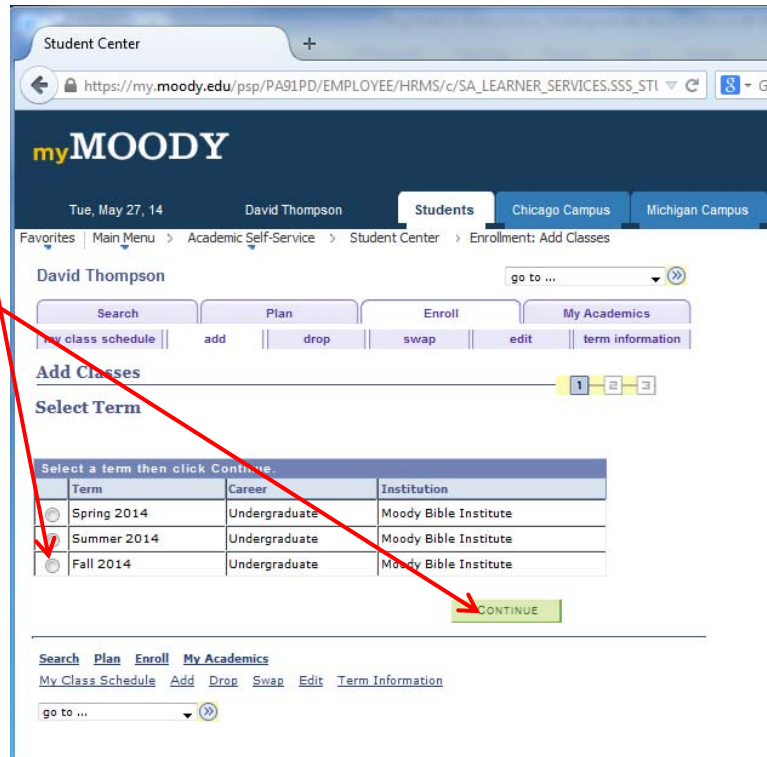 Student Center +
https://my.moody.edu/psp/PA91PD/EMPLOYEE/HRMS/c/SA_LEARNER_SERVICES.SSS_STU 8 G
myMOODY
Tue, May 27, 14 David Thompson Students Chicago Campus Michigan Campus
Favorites | Main Menu > Academic Self-Service > Student Center > Enrollment: Add Classes
David Thompson go to ...
Search Plan Enroll My Academics
my class schedule || add || drop || swap || edit || term information
Add Classes
1 2 3
Select Term
Select a term then click Continue.
Term Career Institution
Spring 2014 Undergraduate Moody Bible Institute
Summer 2014 Undergraduate Moody Bible Institute
Fall 2014 Undergraduate Moody Bible Institute
CONTINUE
Search Plan Enroll My Academics
My Class Schedule Add Drop Swap Edit Term Information
go to ...